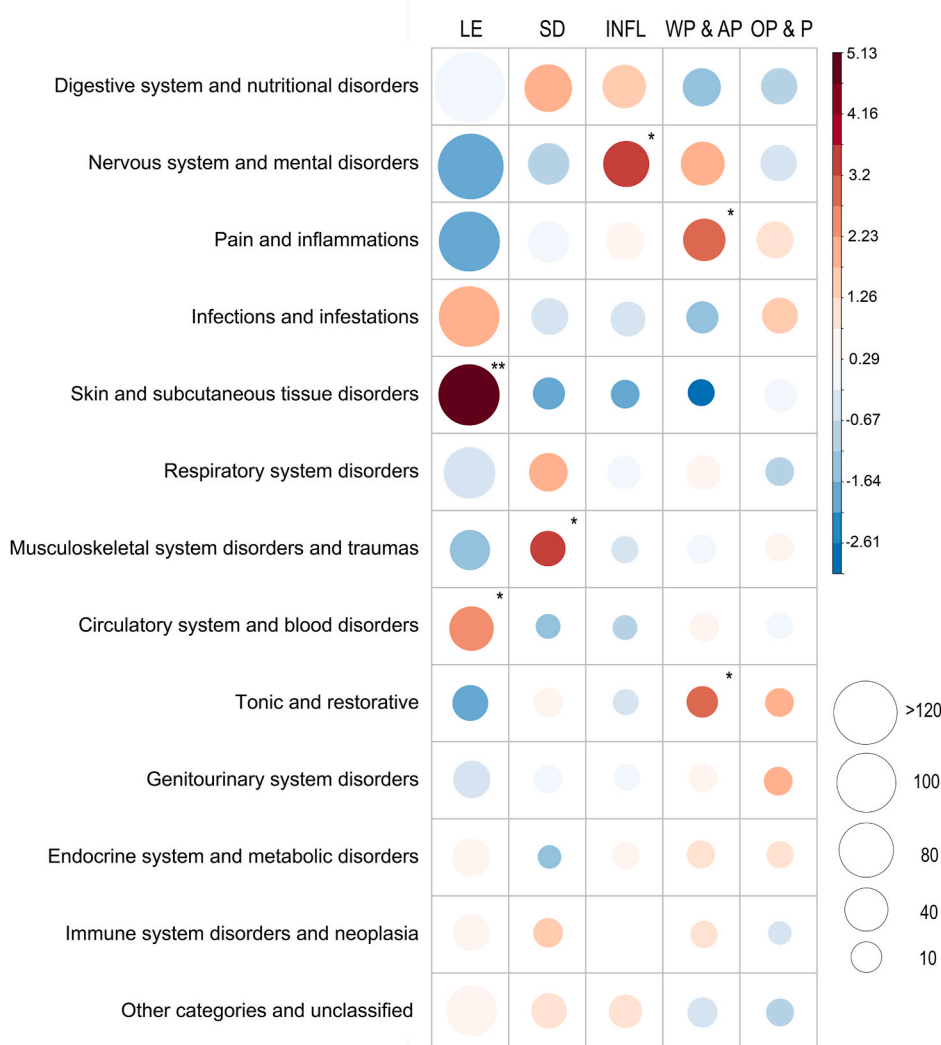 LE SD INFL WP & AP OP & P
Digestive system and nutritional disorders
Nervous system and mental disorders *
Pain and inflammations *
Infections and infestations
Skin and subcutaneous tissue disorders **
Respiratory system disorders
Musculoskeletal system disorders and traumas *
Circulatory system and blood disorders *
Tonic and restorative *
Genitourinary system disorders
Endocrine system and metabolic disorders
Immune system disorders and neoplasia
Other categories and unclassified
5.13
4.16
3.2
2.23
1.26
0.29
-0.67
-1.64
-2.61
>120
100
80
40
10